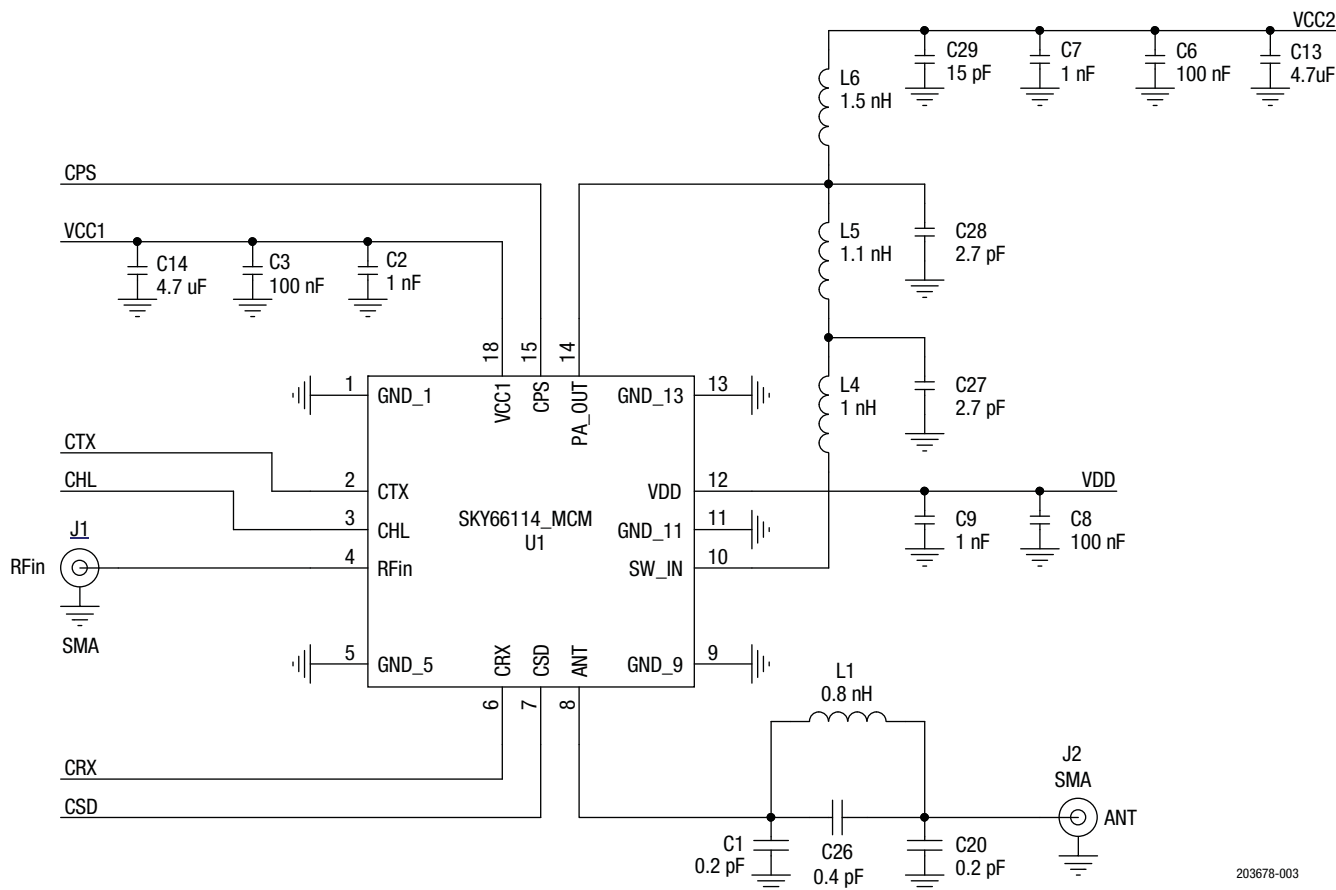 VCC2
C29
15 pF
C7
1 nF
C6
100 nF
C13
4.7uF
L6
1.5 nH
CPS
VCC1
C14
4.7 uF
C3
100 nF
C2
1 nF
L5
1.1 nH
C28
2.7 pF
18
15
14
1
GND_1
VCC1
CPS
PA_OUT
GND_13
13
L4
1 nH
C27
2.7 pF
CTX
2
CTX
VDD
12
VDD
CHL
3
CHL
SKY66114_MCM
U1
GND_11
11
C9
1 nF
C8
100 nF
J1
RFin
4
RFin
SW_IN
10
SMA
5
GND_5
CRX
CSD
ANT
GND_9
9
6
7
8
L1
0.8 nH
CRX
CSD
J2
SMA
ANT
C1
0.2 pF
C26
0.4 pF
C20
0.2 pF
203678-003